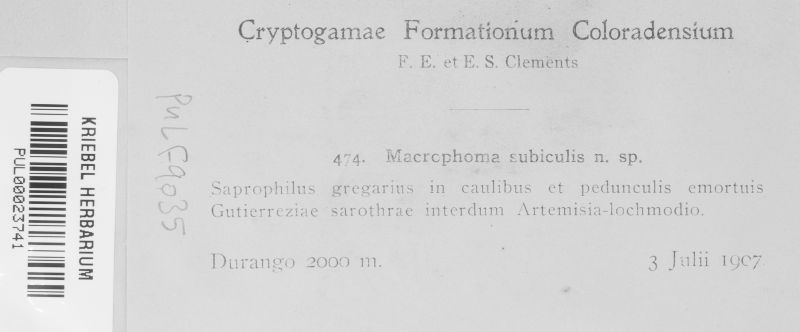 Cryptogamae Formationum Coloradensium
F. E. et E. S. Clements
474. Macrophoma subiculis n. sp.
Saprophilus gregarius in caulibus et pedunculis emortuis
Gutierreziae sarothrae interdum Artemisia-lochmodio.
Durango 2000 m. 3 Julii 1907.
KRIEBEL HERBARIUM
PUL00023741
PUL F9035